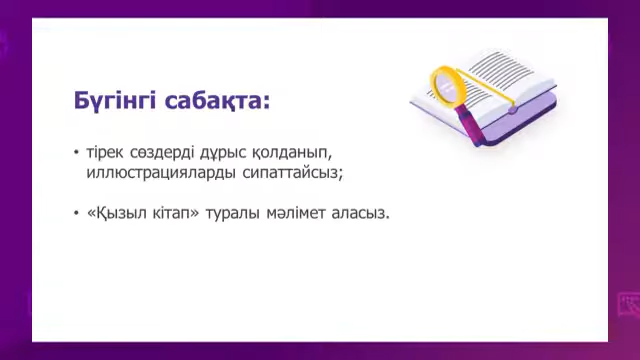 Бүгінгі сабақта:
• тірек сөздерді дұрыс қолданып,
иллюстрацияларды сипаттайсыз;
• «Қызыл кітап» туралы мәлімет аласыз.